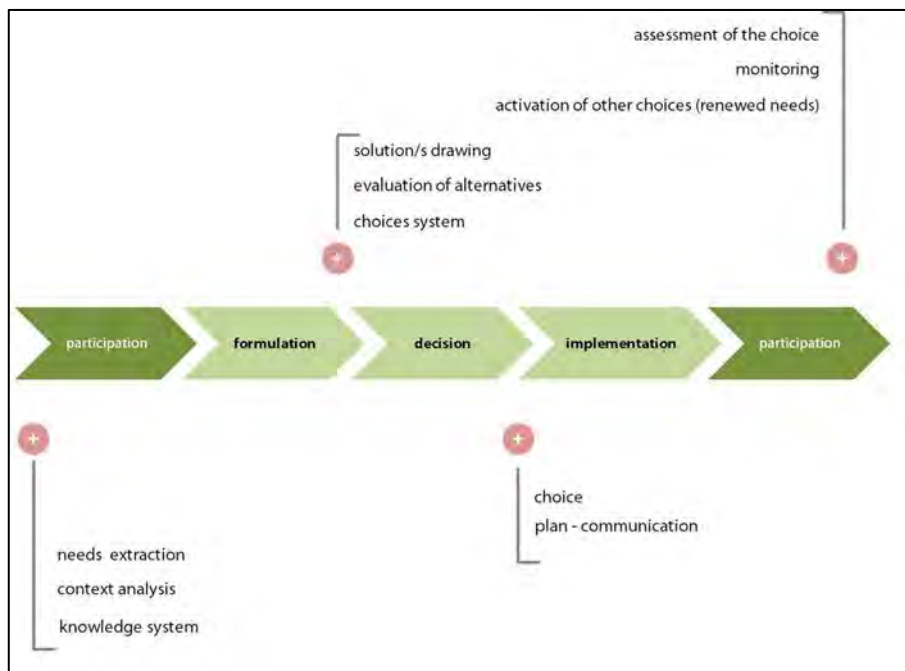 assessment of the choice
monitoring
activation of other choices (renewed needs)
solution/s drawing
evaluation of alternatives
choices system
participation
formulation
decision
implementation
participation
choice
plan - communication
needs extraction
context analysis
knowledge system